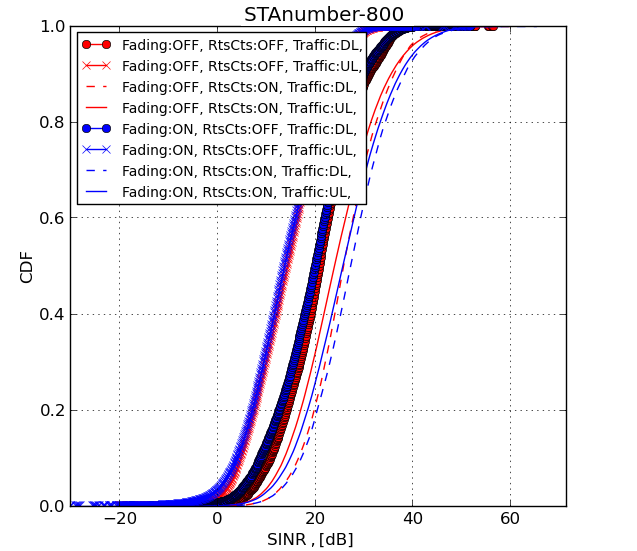 STAnumber-800
1.0
0.8
0.6
0.4
0.2
0.0
CDF
Fading:OFF, RtsCts:OFF, Traffic:DL,
Fading:OFF, RtsCts:OFF, Traffic:UL,
Fading:OFF, RtsCts:ON, Traffic:DL,
Fading:OFF, RtsCts:ON, Traffic:UL,
Fading:ON, RtsCts:OFF, Traffic:DL,
Fading:ON, RtsCts:OFF, Traffic:UL,
Fading:ON, RtsCts:ON, Traffic:DL,
Fading:ON, RtsCts:ON, Traffic:UL,
−20 0 20 40 60
SINR , [dB]